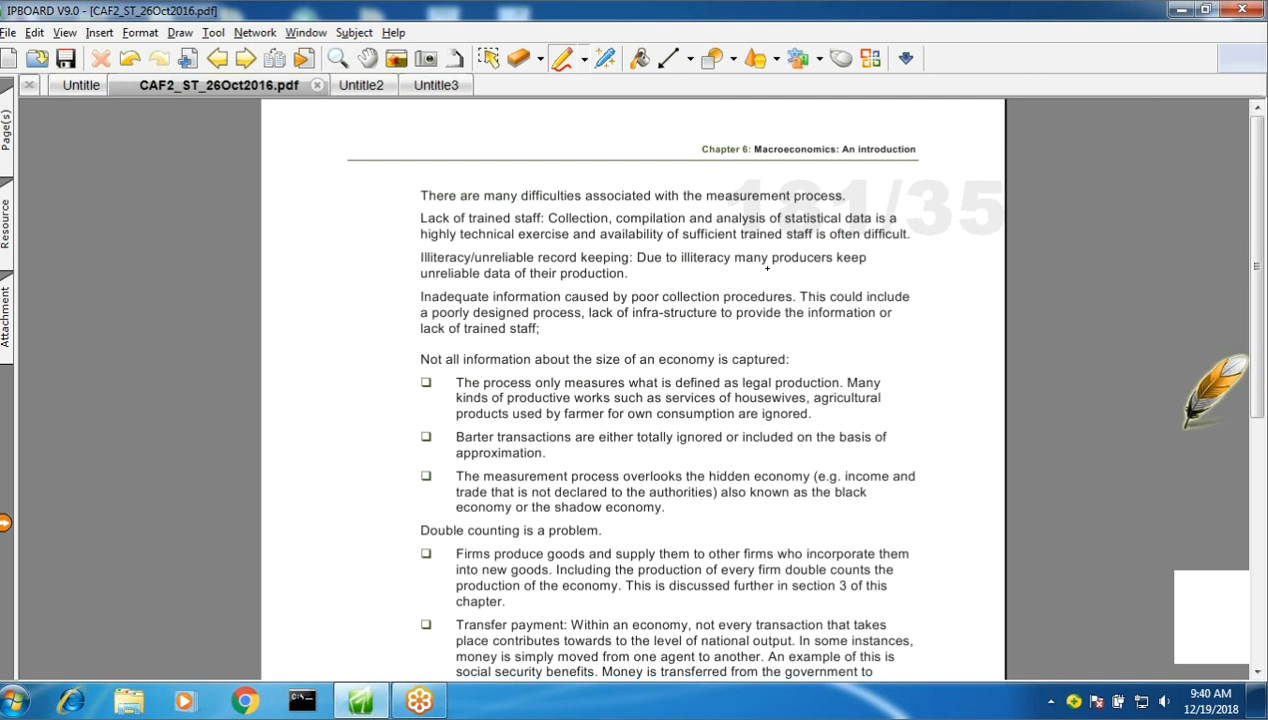 IPBOARD V9.0 - [CAF2_ST_26Oct2016.pdf]
File Edit View Insert Format Draw Tool Network Window Subject Help
Untitle CAF2_ST_26Oct2016.pdf Untitle2 Untitle3
Page(s)
Resource
Attachment
Chapter 6: Macroeconomics: An introduction
181/35
There are many difficulties associated with the measurement process.
Lack of trained staff: Collection, compilation and analysis of statistical data is a
highly technical exercise and availability of sufficient trained staff is often difficult.
Illiteracy/unreliable record keeping: Due to illiteracy many producers keep
unreliable data of their production.
Inadequate information caused by poor collection procedures. This could include
a poorly designed process, lack of infra-structure to provide the information or
lack of trained staff;
Not all information about the size of an economy is captured:
❑ The process only measures what is defined as legal production. Many
kinds of productive works such as services of housewives, agricultural
products used by farmer for own consumption are ignored.
❑ Barter transactions are either totally ignored or included on the basis of
approximation.
❑ The measurement process overlooks the hidden economy (e.g. income and
trade that is not declared to the authorities) also known as the black
economy or the shadow economy.
Double counting is a problem.
❑ Firms produce goods and supply them to other firms who incorporate them
into new goods. Including the production of every firm double counts the
production of the economy. This is discussed further in section 3 of this
chapter.
❑ Transfer payment: Within an economy, not every transaction that takes
place contributes towards to the level of national output. In some instances,
money is simply moved from one agent to another. An example of this is
social security benefits. Money is transferred from the government to
9:40 AM
12/19/2018